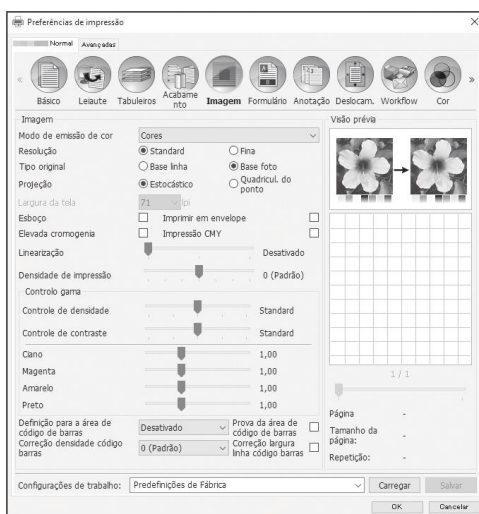 Preferências de impressão
Normal Avançadas
Básico Leiaute Tabuleiros Acabame
nto Imagem Formulário Anotação Deslocam. Workflow Cor
Imagem
Modo de emissão de cor Cores
Resolução Standard Fina
Tipo original Base linha Base foto
Projeção Estocástico Quadricul. do
ponto
Largura da tela 71 lpi
Esboço Imprimir em envelope
Elevada cromogenia Impressão CMY
Linearização Desativado
Densidade de impressão 0 (Padrão)
Controlo gama
Controle de densidade Standard
Controle de contraste Standard
Ciano 1,00
Magenta 1,00
Amarelo 1,00
Preto 1,00
Definição para a área de
código de barras Desativado Prova da área de
código de barras
Correção densidade código
barras 0 (Padrão) Correção largura
linha código barras
Visão prévia
1 / 1
Página -
Tamanho da
página: -
Repetição: -
Configurações de trabalho: Predefinições de Fábrica Carregar Salvar
OK Cancelar